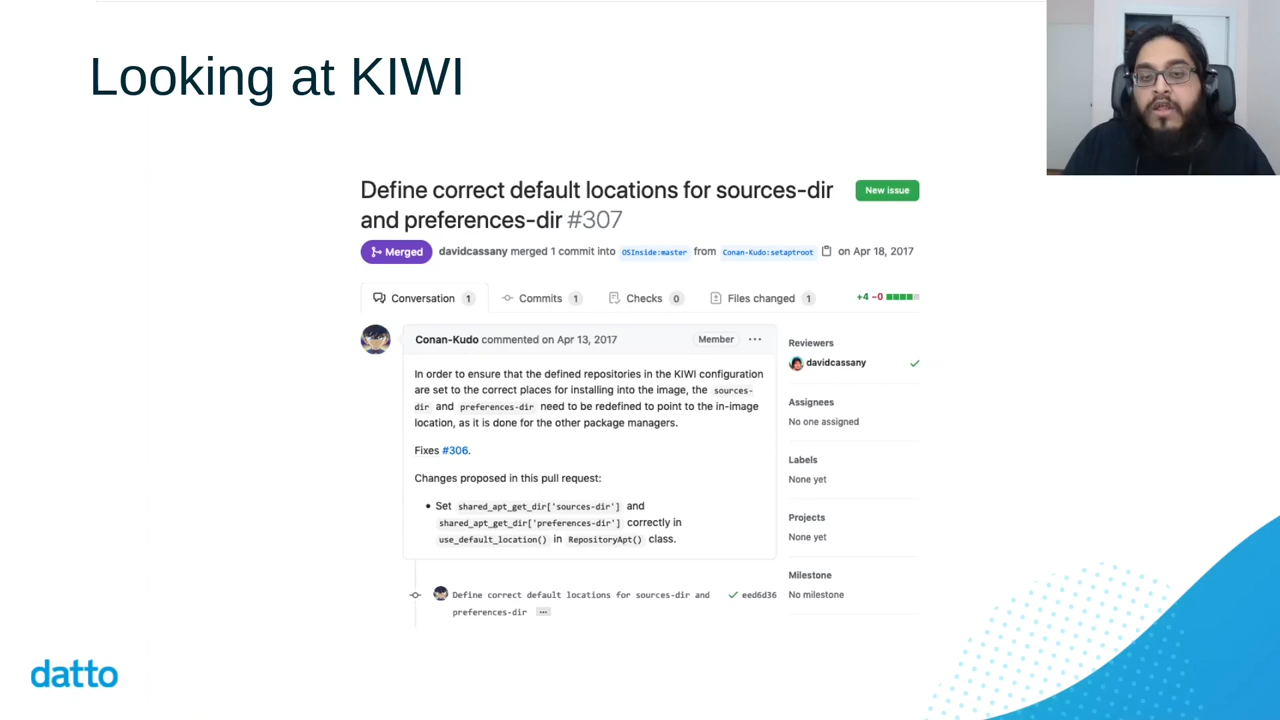 Looking at KIWI
Define correct default locations for sources-dir
and preferences-dir #307
New issue
Merged
davidcassany merged 1 commit into OSInside:master from Conan-Kudo:setaptroot on Apr 18, 2017
Conversation 1
Commits 1
Checks 0
Files changed 1
+4 −0
Conan-Kudo commented on Apr 13, 2017
Member
...
In order to ensure that the defined repositories in the KIWI configuration
are set to the correct places for installing into the image, the sources-
dir and preferences-dir need to be redefined to point to the in-image
location, as it is done for the other package managers.
Fixes #306.
Changes proposed in this pull request:
• Set shared_apt_get_dir['sources-dir'] and
shared_apt_get_dir['preferences-dir'] correctly in
use_default_location() in RepositoryApt() class.
Define correct default locations for sources-dir and
preferences-dir ...
eed6d36
Reviewers
davidcassany
Assignees
No one assigned
Labels
None yet
Projects
None yet
Milestone
No milestone
datto